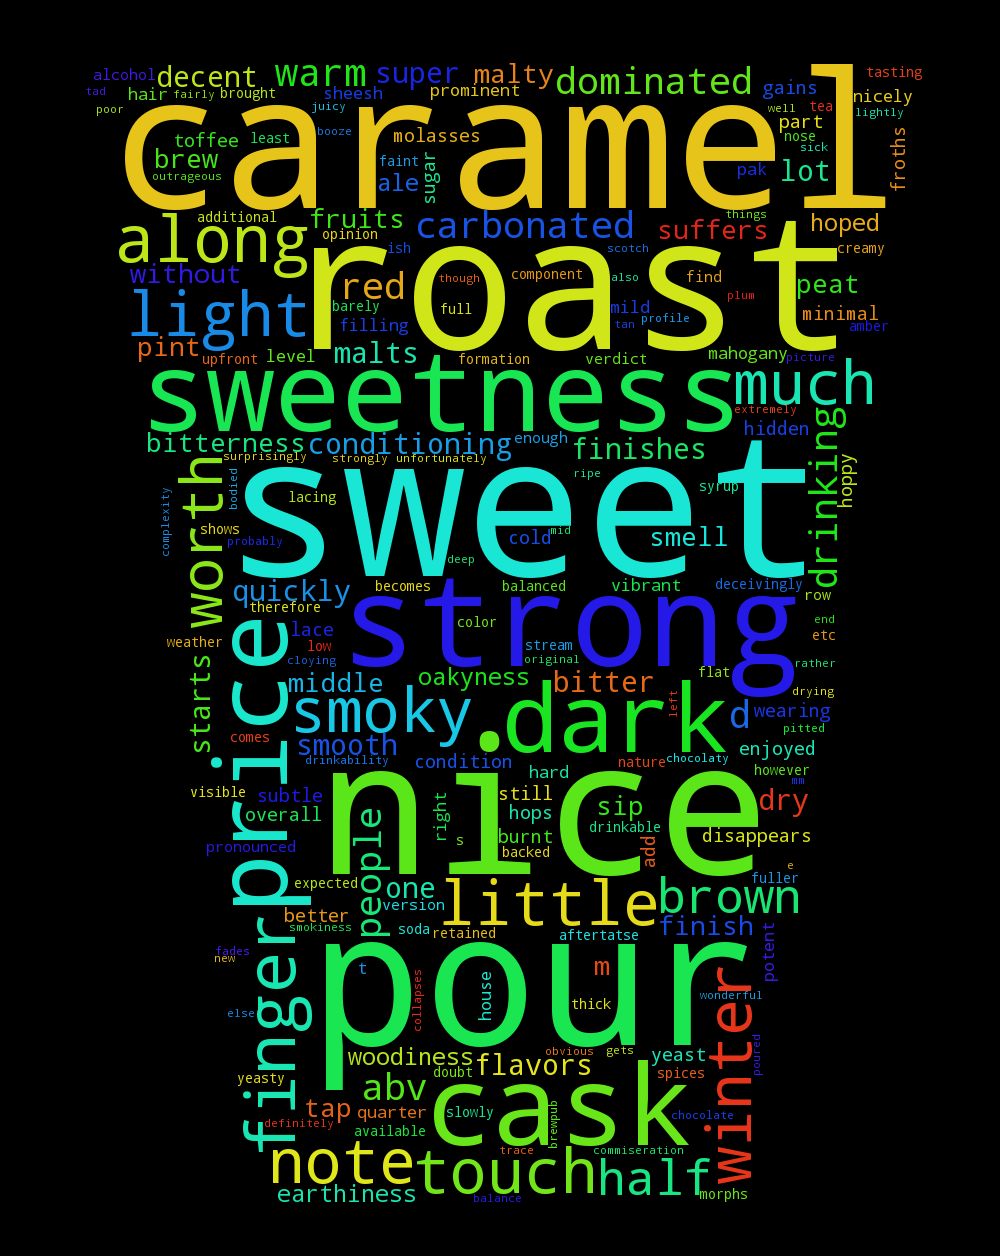 alcohol decent warm super malty dominated gains tasting
tad hair fairly brought sheesh prominent nicely
poor juicy well tea lightly
caramel
toffee least booze molasses part nose froths
brew faint sick
outrageous ale sugar pak lot
additional fruits carbonated things hoped
along opinion ish suffers creamy
roast
without red though component scotch also find peat
light barely full mild plum minimal
filling tan profile amber
pint upfront level malts formation verdict mahogany picture
sweetness much
extremely
bitterness conditioning enough finishes hidden drinking
surprisingly strongly unfortunately hoppy
worth bodied ripe syrup
complexity lacing
sweet
shows probably cold mid smell
deep
quickly becomes balanced vibrant deceivingly row
therefore
strong
weather lace color end
low stream etc
cloying original rather
starts middle oakyness bitter flat drying
smoky dark left d wearing
pitted
comes smooth enjoyed
drinkability condition hard nature chocolaty however
mm
price nice
visible subtle still sip dry
overall right hops drinkable
people s burnt add disappears
pronounced backed e
expected one fuller
version little brown
better
smokiness soda retained aftertatse finish potent
fades
new
finger pour
t m
collapses house wonderful
else thick winter
woodiness obvious gets yeast poured
doubt flavors
yeasty abv cask spices
tap quarter slowly chocolate
definitely available brewpub
note trace commiseration
touch half
earthiness balance morphs